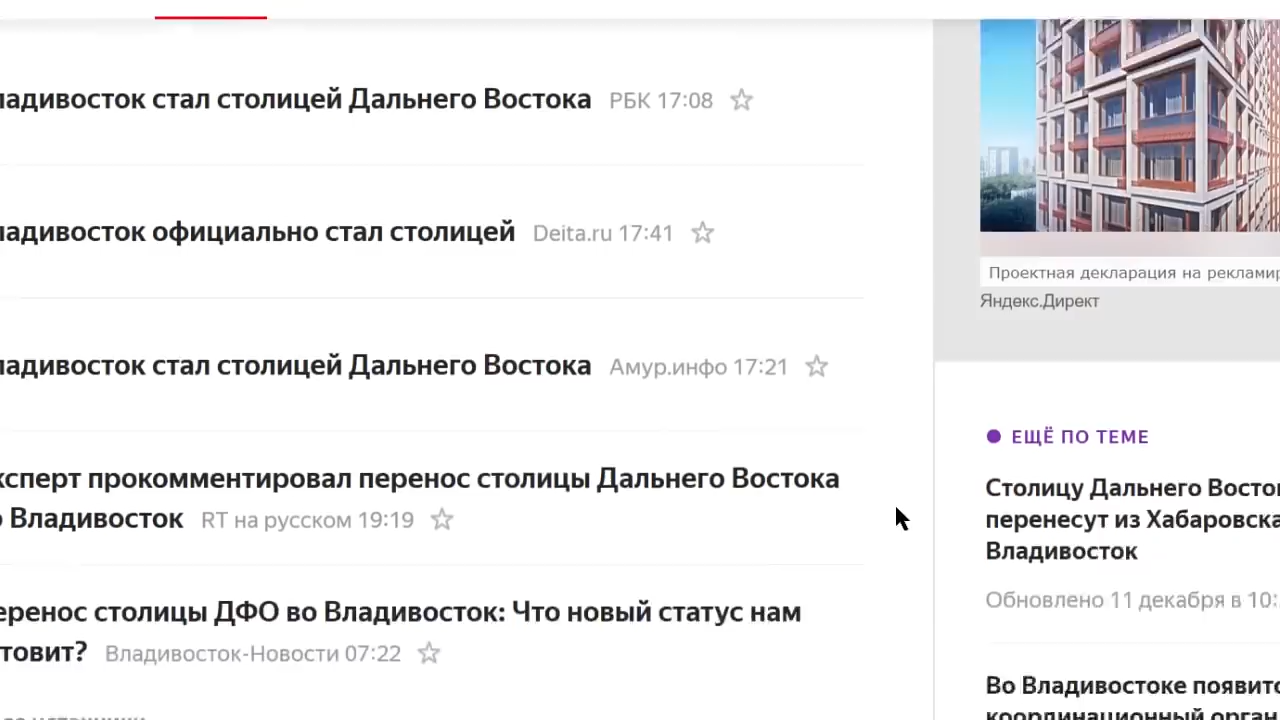 ладивосток стал столицей Дальнего Востока РБК 17:08
ладивосток официально стал столицей Deita.ru 17:41
ладивосток стал столицей Дальнего Востока Амур.инфо 17:21
ксперт прокомментировал перенос столицы Дальнего Востока
о Владивосток RT на русском 19:19
еренос столицы ДФО во Владивосток: Что новый статус нам
товит? Владивосток-Новости 07:22
Проектная декларация на рекламир
Яндекс.Директ
ЕЩЁ ПО ТЕМЕ
Столицу Дальнего Восток
перенесут из Хабаровска
Владивосток
Обновлено 11 декабря в 10:
Во Владивостоке появитс
координационный орган